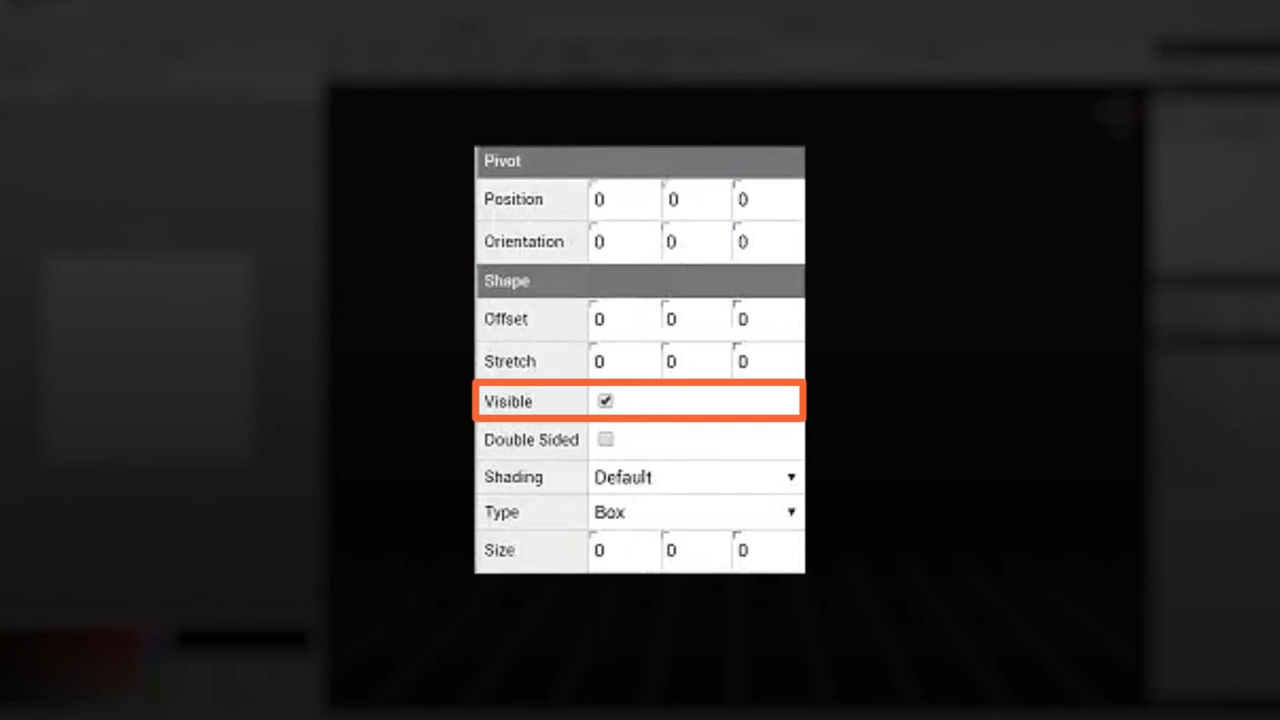 Pivot
Position 0 0 0
Orientation 0 0 0
Shape
Offset 0 0 0
Stretch 0 0 0
Visible
Double Sided
Shading Default
Type Box
Size 0 0 0